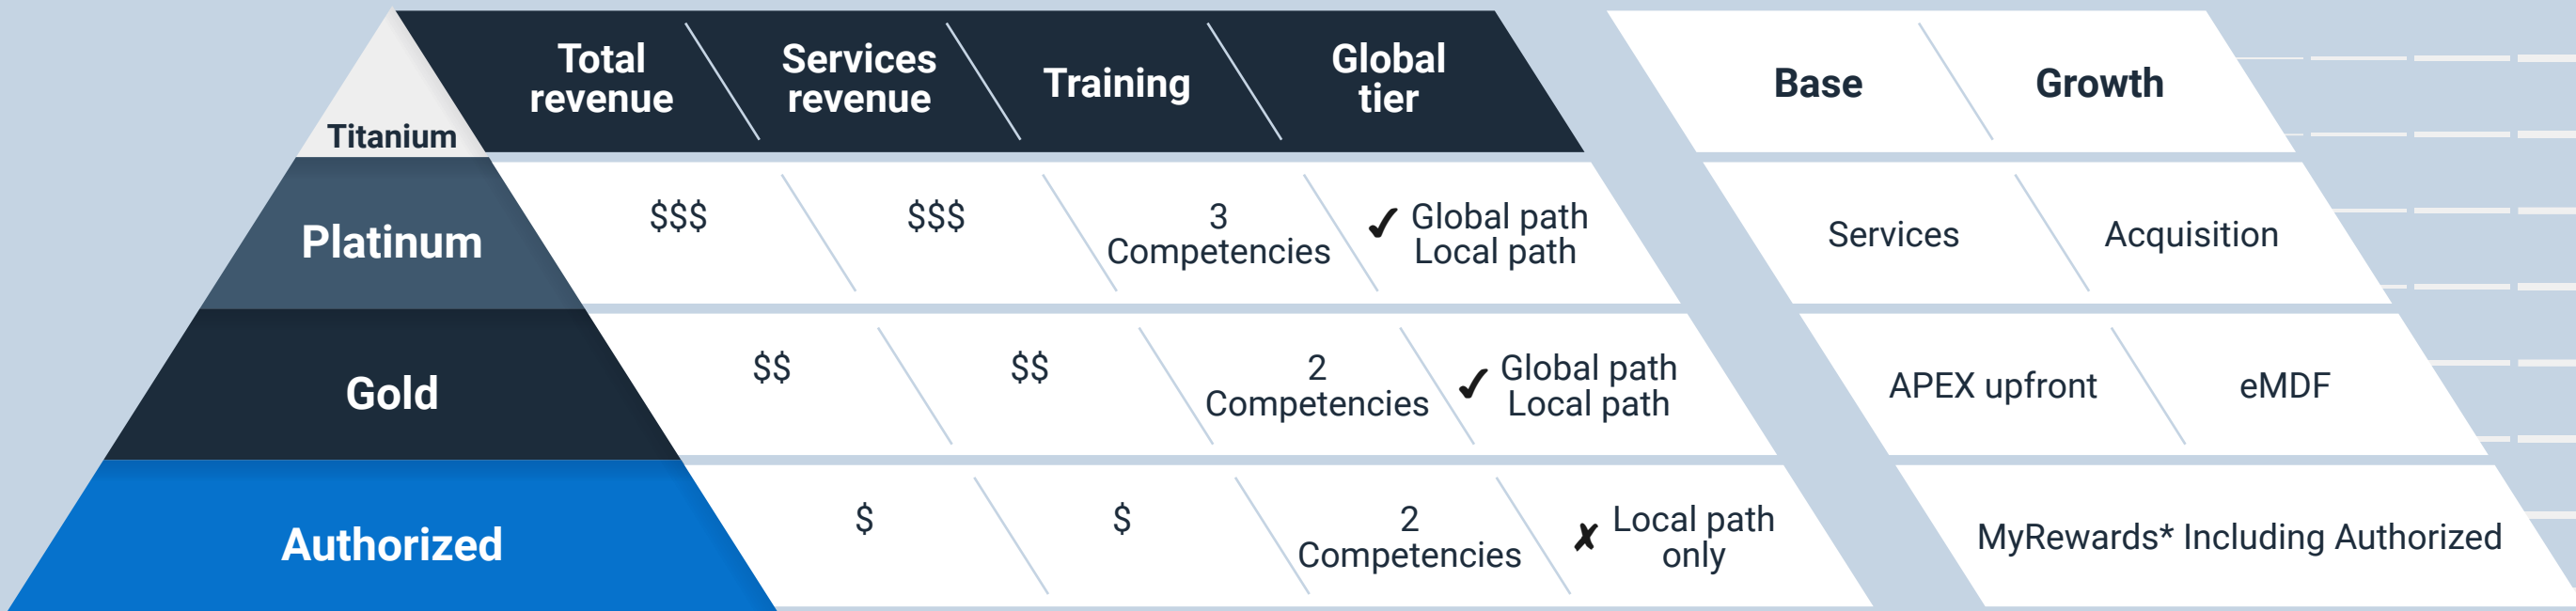 Titanium
Total
revenue
Services
revenue
Training
Global
tier
Base
Growth
Platinum
$$$
$$$
3
Competencies
✓ Global path
Local path
Services
Acquisition
Gold
$$
$$
2
Competencies
✓ Global path
Local path
APEX upfront
eMDF
Authorized
$
$
2
Competencies
✗ Local path
only
MyRewards* Including Authorized